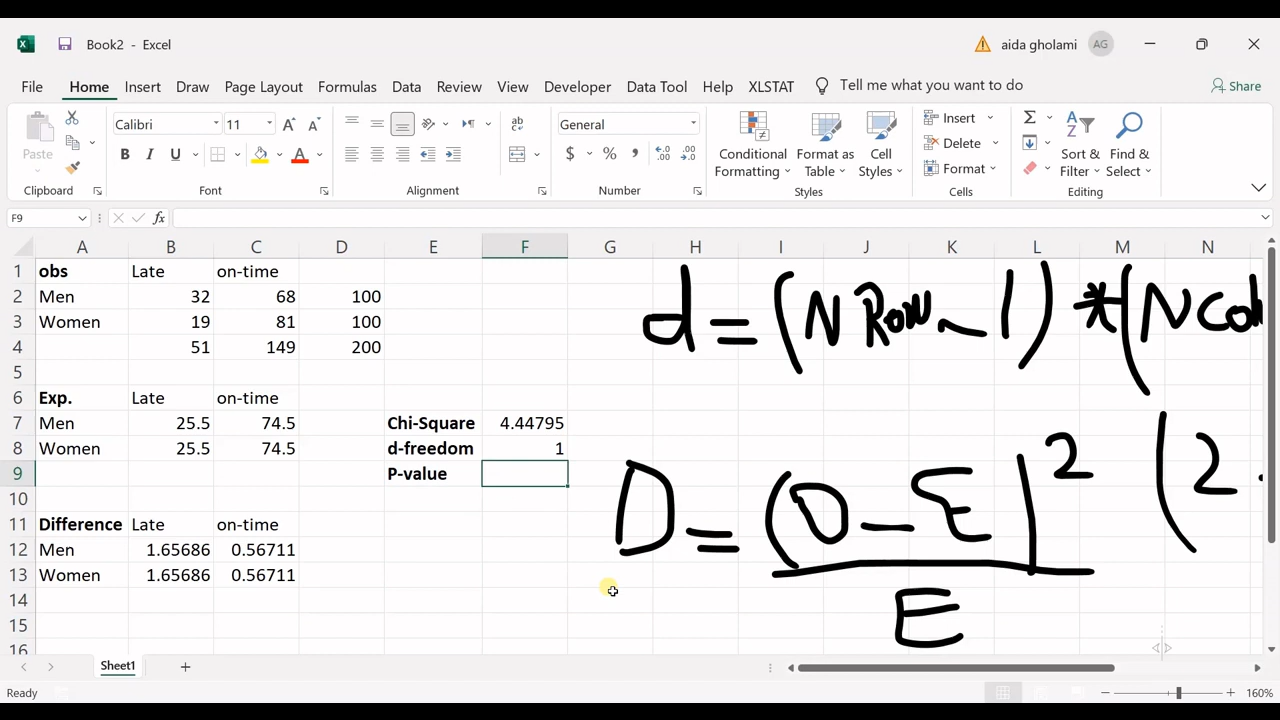 Book2 - Excel
aida gholami AG
File Home Insert Draw Page Layout Formulas Data Review View Developer Data Tool Help XLSTAT Tell me what you want to do Share
Paste
Calibri 11
General
Conditional Formatting
Format as Table
Cell Styles
Insert
Delete
Format
Sort & Filter
Find & Select
Clipboard Font Alignment Number Styles Cells Editing
F9 fx
A B C D E F G H I J K L M N
1 obs Late on-time
2 Men 32 68 100
3 Women 19 81 100
4 51 149 200
5
6 Exp. Late on-time
7 Men 25.5 74.5 Chi-Square 4.44795
8 Women 25.5 74.5 d-freedom 1
9 P-value
10
11 Difference Late on-time
12 Men 1.65686 0.56711
13 Women 1.65686 0.56711
14
15
16
d = (N Row - 1) * (N Col
D = (O - E)2
E
(2
Sheet1
Ready 160%